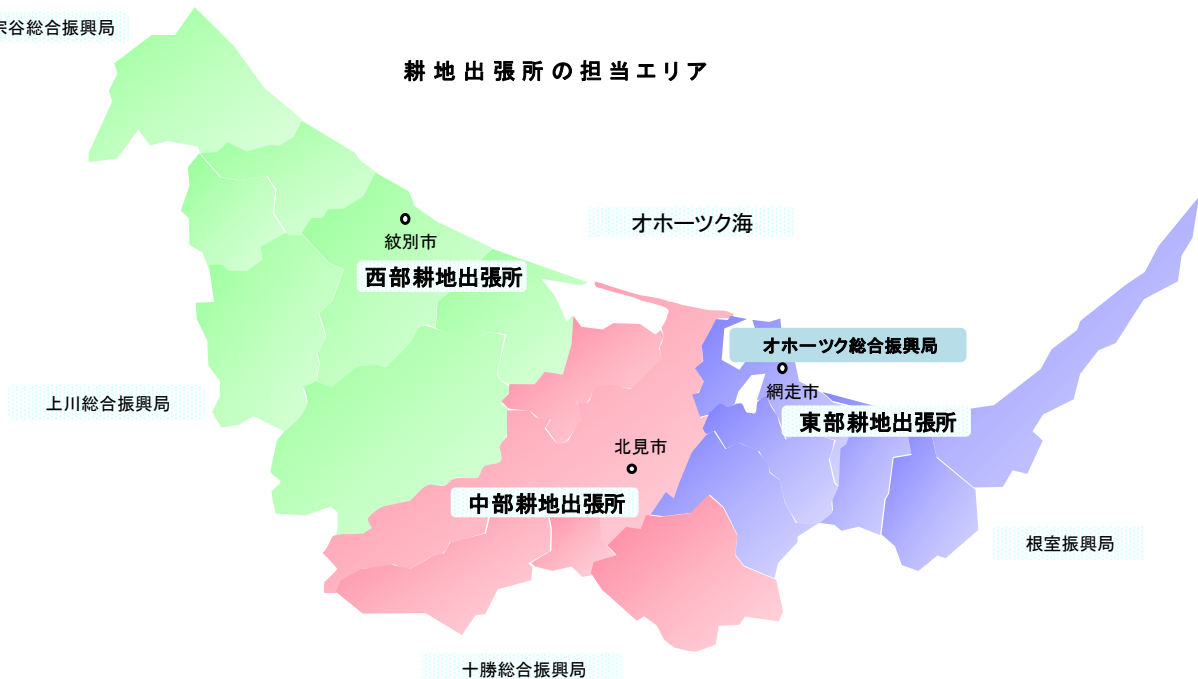 宗谷総合振興局
耕地出張所の担当エリア
オホーツク海
紋別市
西部耕地出張所
オホーツク総合振興局
網走市
上川総合振興局
東部耕地出張所
北見市
中部耕地出張所
根室振興局
十勝総合振興局